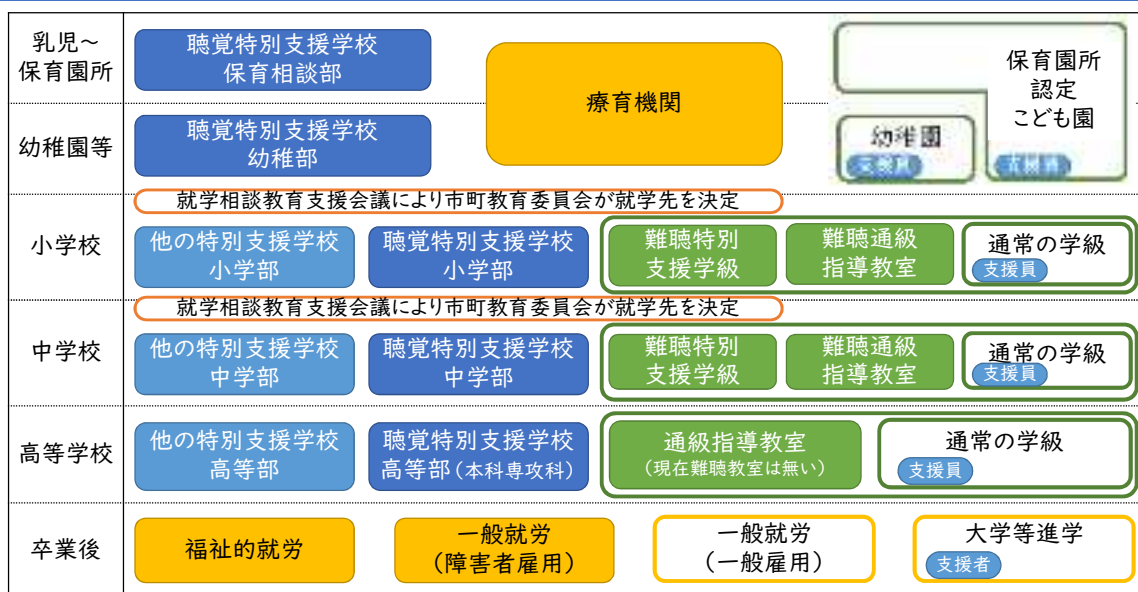 乳児～
保育園所
聴覚特別支援学校
保育相談部
療育機関
保育園所
認定
こども園
幼稚園等
聴覚特別支援学校
幼稚部
幼稚園
支援員
支援員
就学相談教育支援会議により市町教育委員会が就学先を決定
小学校
他の特別支援学校
小学部
聴覚特別支援学校
小学部
難聴特別
支援学級
難聴通級
指導教室
通常の学級
支援員
就学相談教育支援会議により市町教育委員会が就学先を決定
中学校
他の特別支援学校
中学部
聴覚特別支援学校
中学部
難聴特別
支援学級
難聴通級
指導教室
通常の学級
支援員
高等学校
他の特別支援学校
高等部
聴覚特別支援学校
高等部(本科専攻科)
通級指導教室
(現在難聴教室は無い)
通常の学級
支援員
卒業後
福祉的就労
一般就労
(障害者雇用)
一般就労
(一般雇用)
大学等進学
支援者